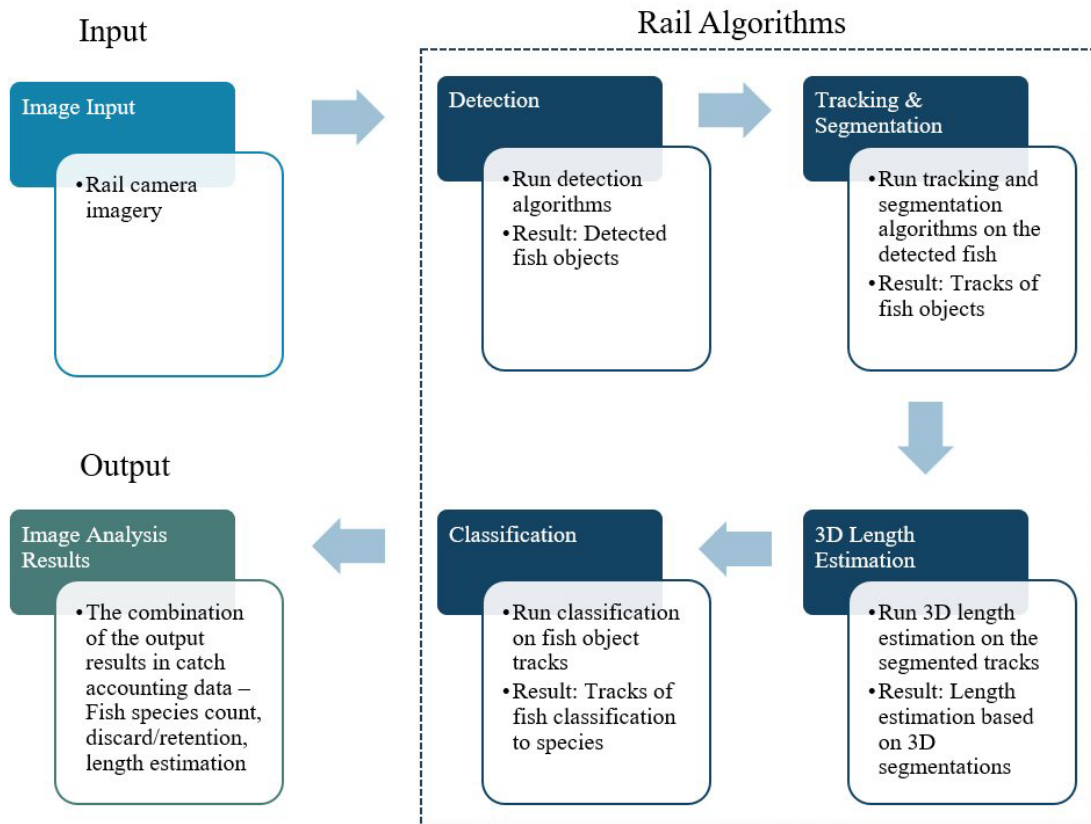 Input
Rail Algorithms
Image Input
•Rail camera
imagery
Detection
•Run detection
algorithms
•Result: Detected
fish objects
Tracking &
Segmentation
•Run tracking and
segmentation
algorithms on the
detected fish
•Result: Tracks of
fish objects
3D Length
Estimation
•Run 3D length
estimation on the
segmented tracks
•Result: Length
estimation based
on 3D
segmentations
Classification
•Run classification
on fish object
tracks
•Result: Tracks of
fish classification
to species
Output
Image Analysis
Results
•The combination
of the output
results in catch
accounting data –
Fish species count,
discard/retention,
length estimation